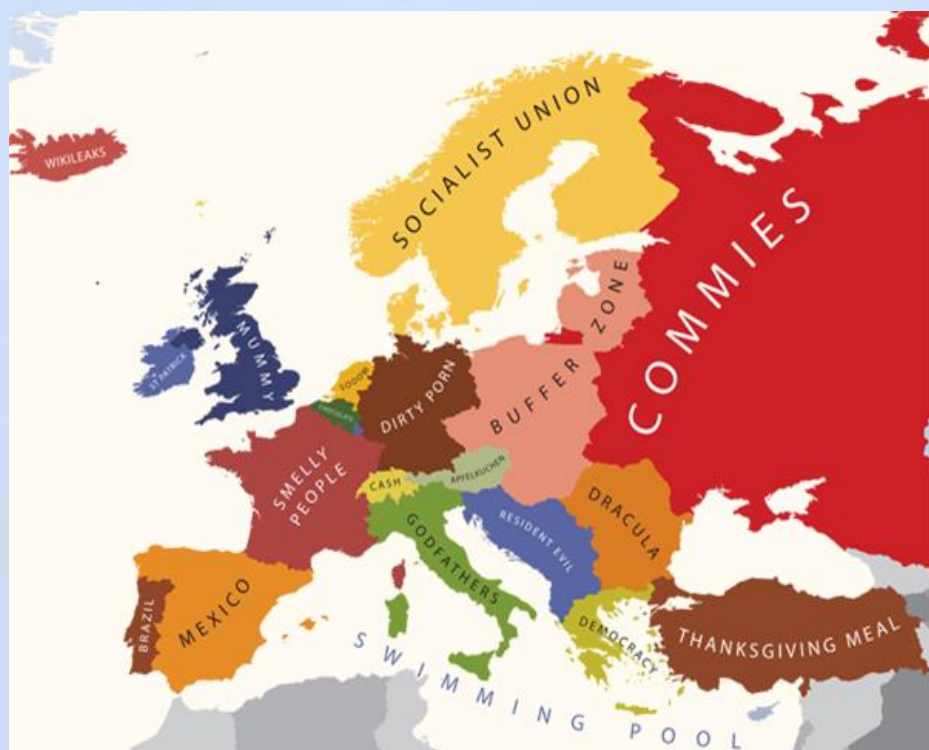 WIKILEAKS
SOCIALIST UNION
COMMIES
ST PATRICK
MUMMY
BUFFER ZONE
DIRTY PORN
CHOCOLATE
SMELLY
PEOPLE
CASH
APFELKUCHEN
GODFATHERS
RESIDENT EVIL
DRACULA
BRAZIL
MEXICO
DEMOCRACY
THANKSGIVING MEAL
SWIMMING POOL